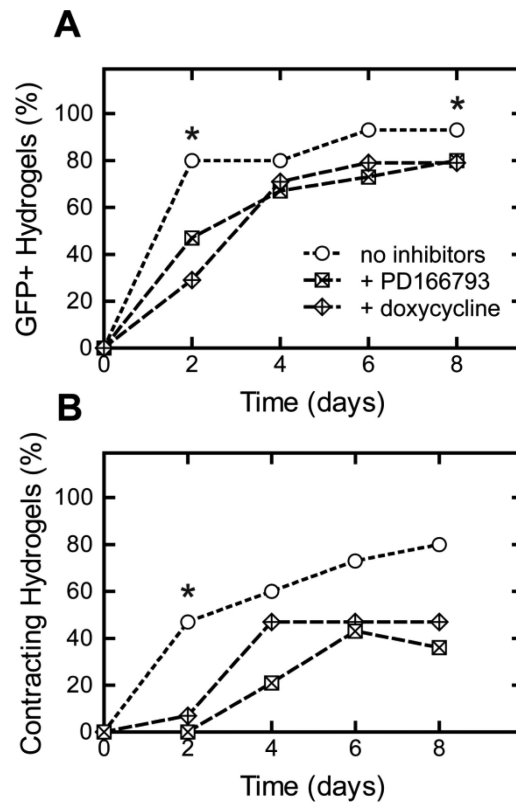 A
GFP+ Hydrogels (%)
100
80
60
40
20
0
*
*
no inhibitors
+ PD166793
+ doxycycline
0 2 4 6 8
Time (days)
B
Contracting Hydrogels (%)
100
80
60
40
20
0
*
0 2 4 6 8
Time (days)